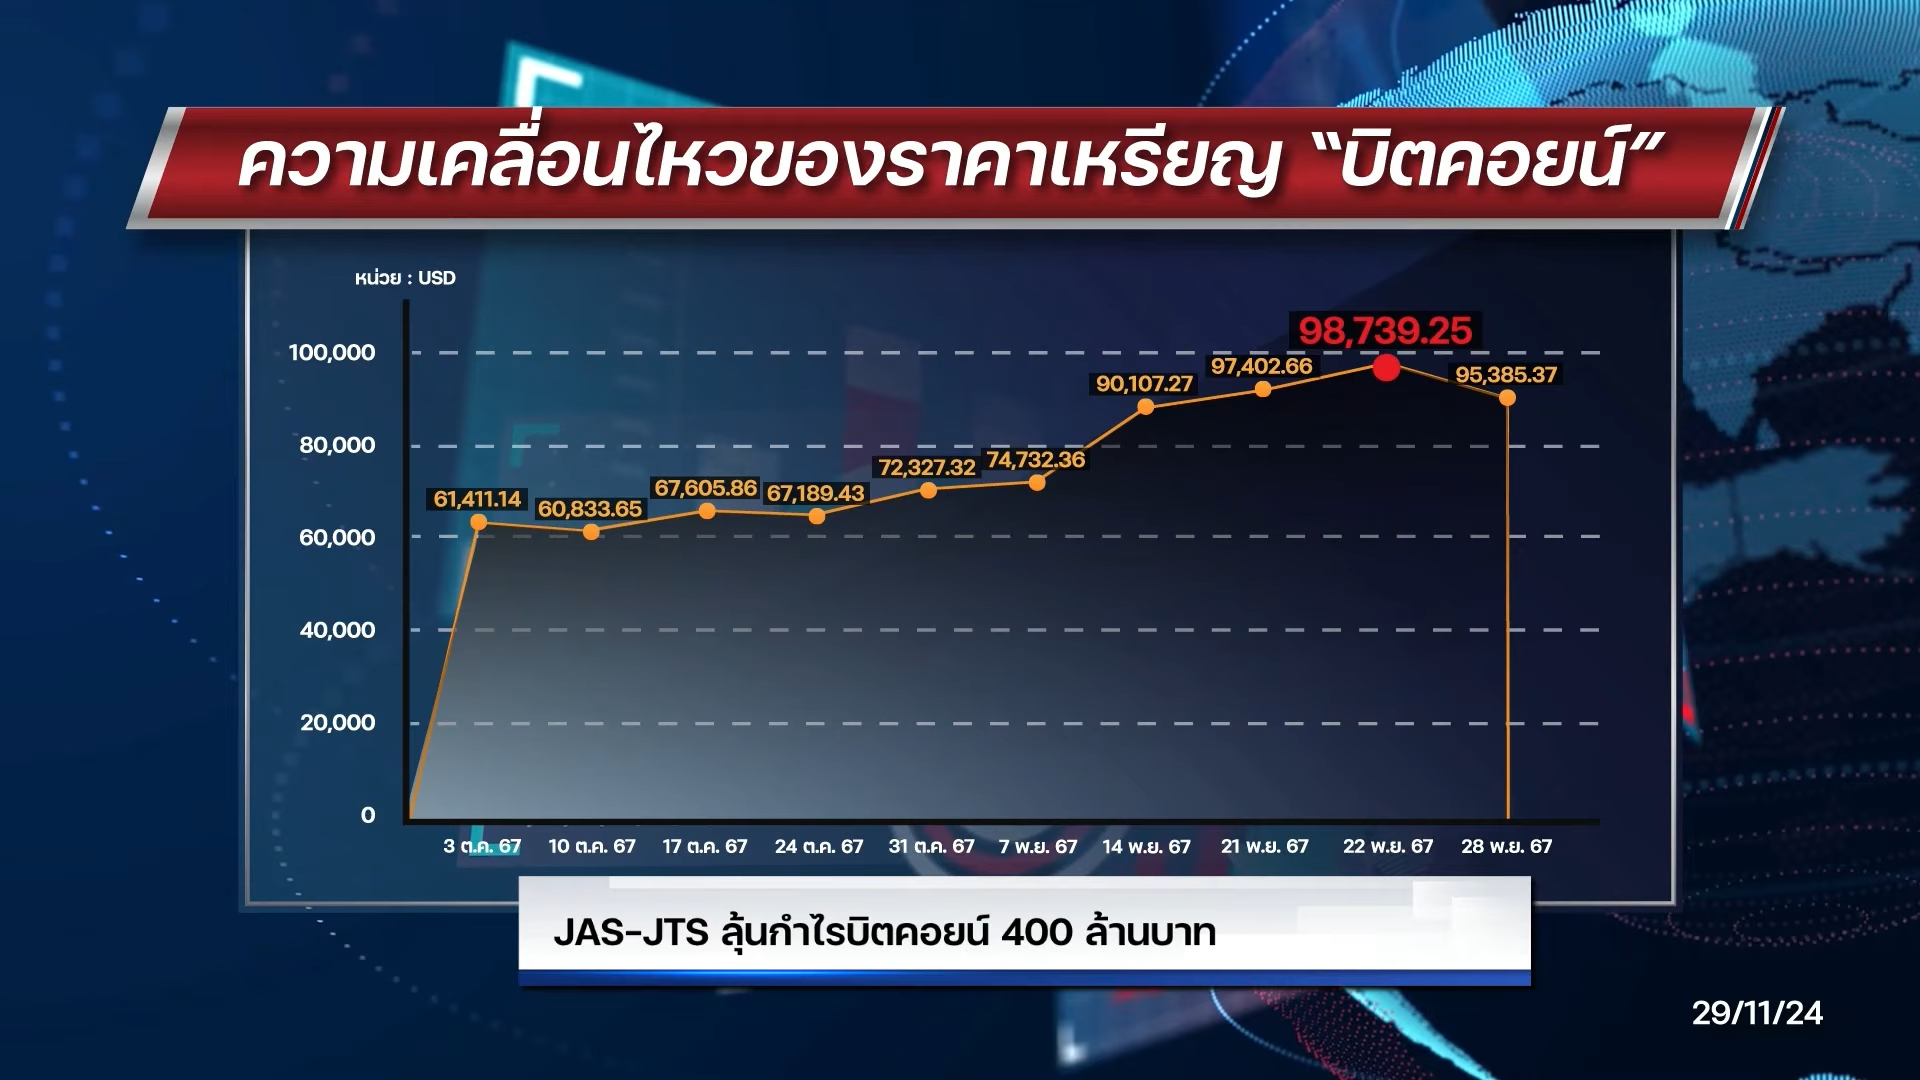 ความเคลื่อนไหวของราคาเหรียญ “บิตคอยน์”
หน่วย : USD
100,000
80,000
60,000
40,000
20,000
0
61,411.14
60,833.65
67,605.86
67,189.43
72,327.32
74,732.36
90,107.27
97,402.66
98,739.25
95,385.37
3 ต.ค. 67
10 ต.ค. 67
17 ต.ค. 67
24 ต.ค. 67
31 ต.ค. 67
7 พ.ย. 67
14 พ.ย. 67
21 พ.ย. 67
22 พ.ย. 67
28 พ.ย. 67
JAS-JTS ลุ้นกำไรบิตคอยน์ 400 ล้านบาท
29/11/24